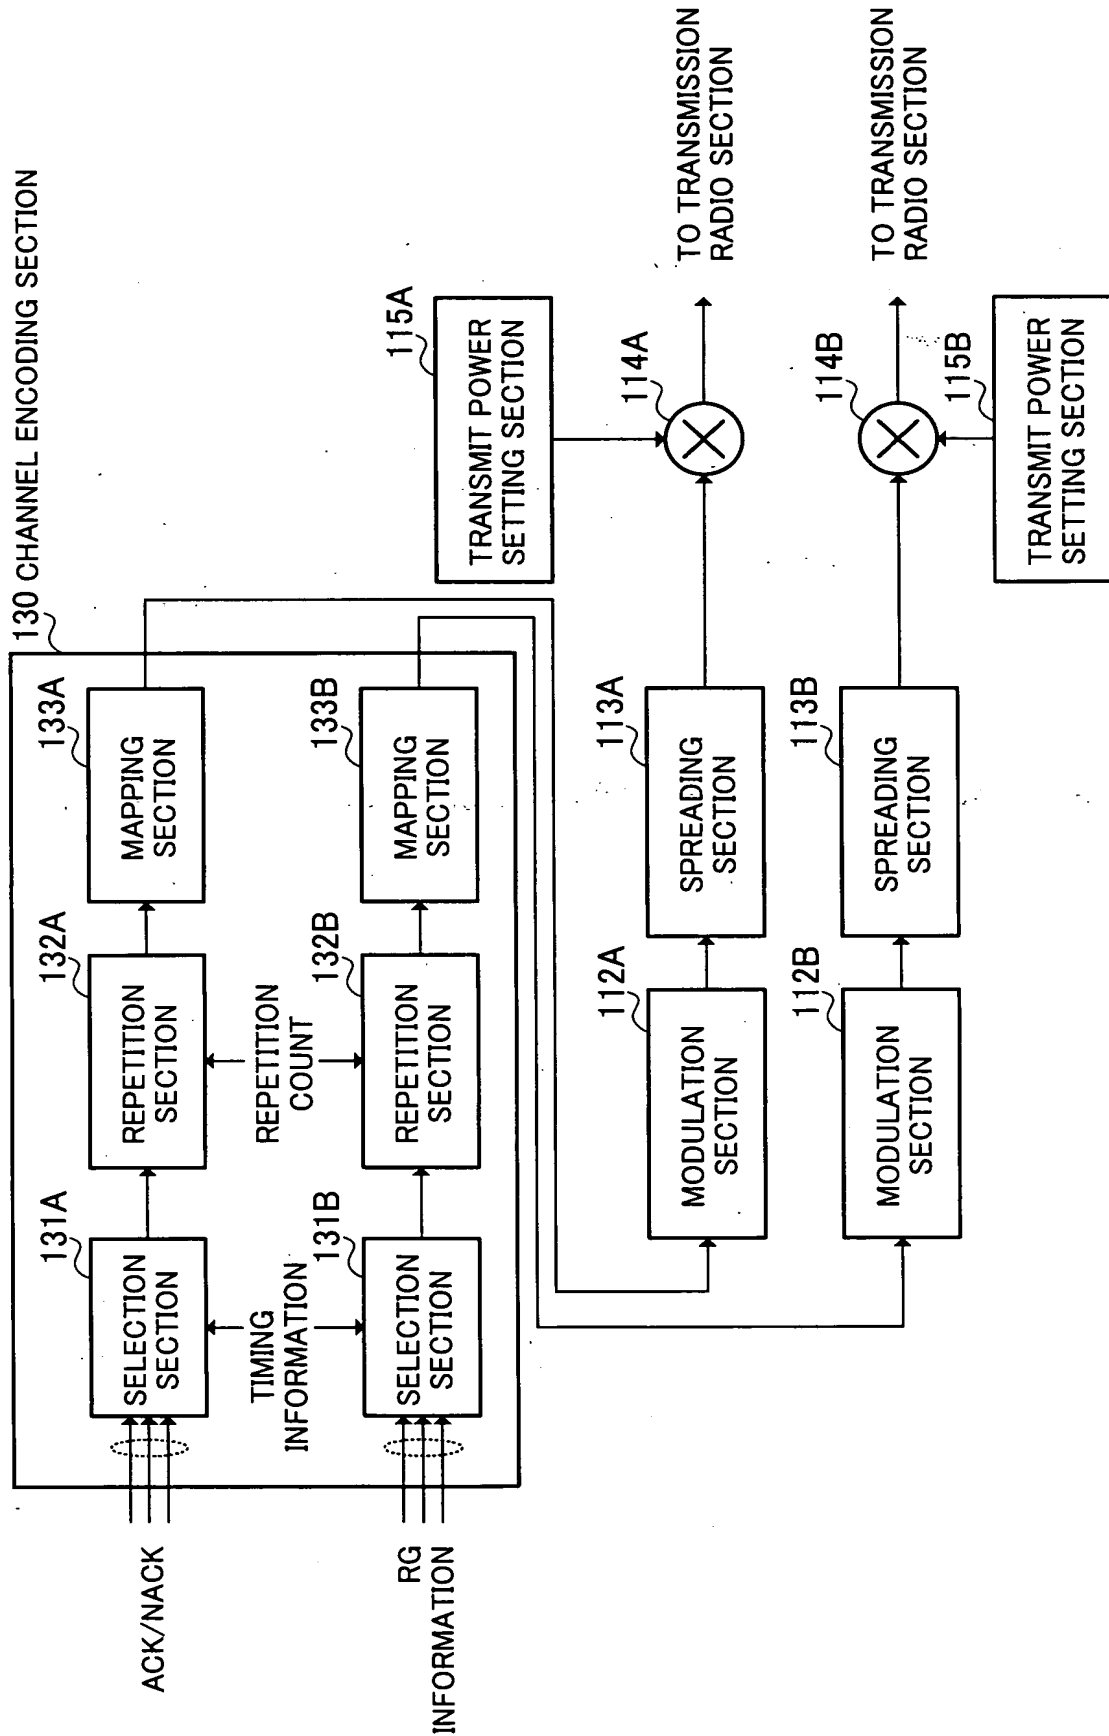 130 CHANNEL ENCODING SECTION
ACK/NACK
131A
SELECTION
SECTION
132A
REPETITION
SECTION
133A
MAPPING
SECTION
TIMING
INFORMATION
REPETITION
COUNT
RG
INFORMATION
131B
SELECTION
SECTION
132B
REPETITION
SECTION
133B
MAPPING
SECTION
115A
TRANSMIT POWER
SETTING SECTION
112A
MODULATION
SECTION
113A
SPREADING
SECTION
114A
TO TRANSMISSION
RADIO SECTION
112B
MODULATION
SECTION
113B
SPREADING
SECTION
114B
TO TRANSMISSION
RADIO SECTION
115B
TRANSMIT POWER
SETTING SECTION